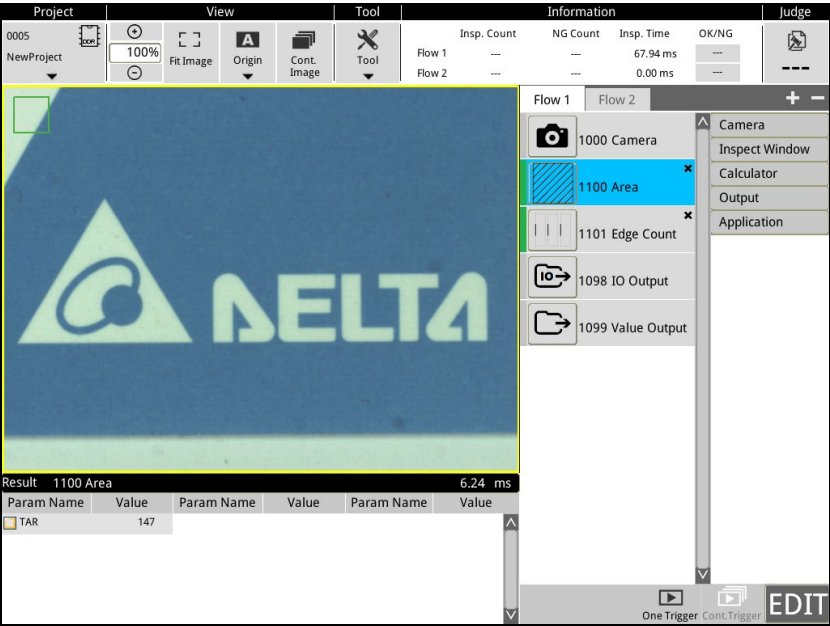 Project View Tool Information Judge
0005
NewProject
DDR
100%
Fit Image
A
Origin
Cont. Image
Tool
Insp. Count NG Count Insp. Time OK/NG
Flow 1 --- --- 67.94 ms ---
Flow 2 --- --- 0.00 ms ---
---
Flow 1 Flow 2 + −
1000 Camera
1100 Area
1101 Edge Count
IO
1098 IO Output
1099 Value Output
Camera
Inspect Window
Calculator
Output
Application
DELTA
Result 1100 Area 6.24 ms
Param Name Value Param Name Value Param Name Value
TAR 147
One Trigger
Cont.Trigger
EDIT